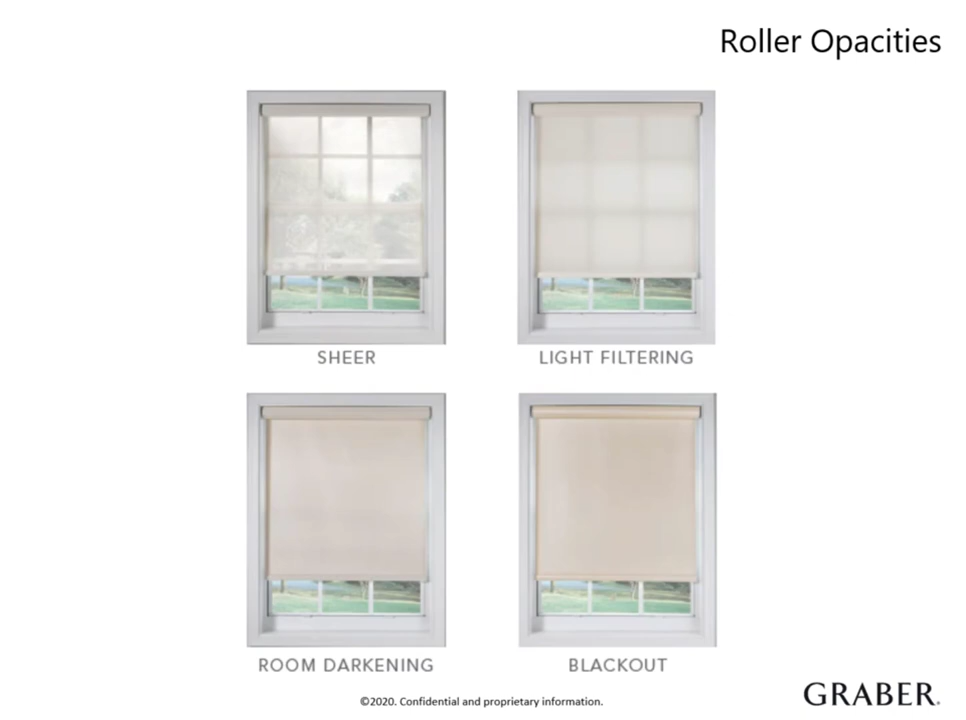 Roller Opacities
SHEER
LIGHT FILTERING
ROOM DARKENING
BLACKOUT
©2020. Confidential and proprietary information.
GRABER.